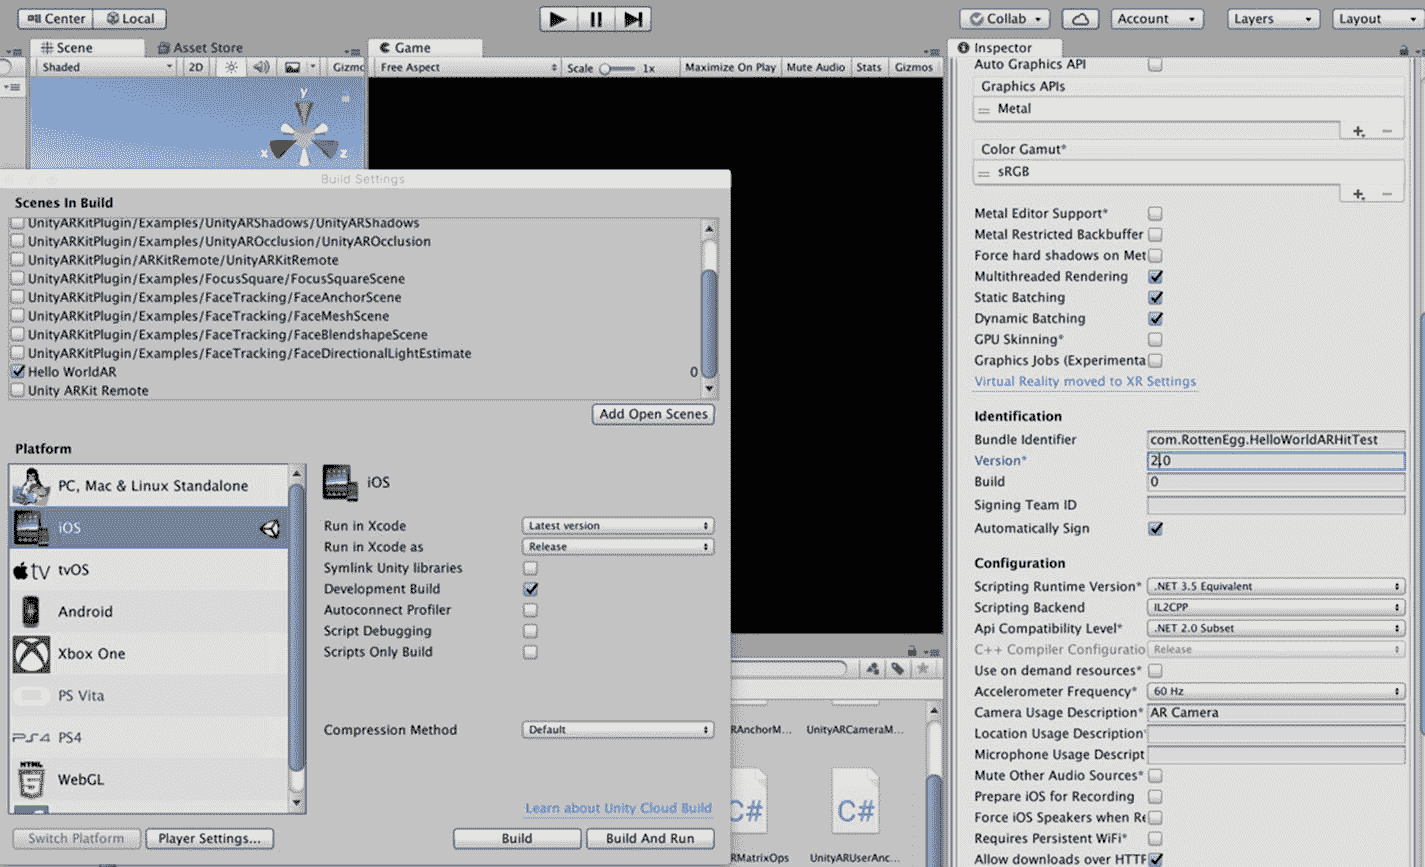 Center Local
Collab Account Layers Layout
Scene Asset Store
Game
Inspector
Shaded 2D Gizmo
Free Aspect Scale 1x Maximize On Play Mute Audio Stats Gizmos
y
x z
Build Settings
Scenes In Build
UnityARKitPlugin/Examples/UnityARShadows/UnityARShadows
UnityARKitPlugin/Examples/UnityAROcclusion/UnityAROcclusion
UnityARKitPlugin/ARKitRemote/UnityARKitRemote
UnityARKitPlugin/Examples/FocusSquare/FocusSquareScene
UnityARKitPlugin/Examples/FaceTracking/FaceAnchorScene
UnityARKitPlugin/Examples/FaceTracking/FaceMeshScene
UnityARKitPlugin/Examples/FaceTracking/FaceBlendshapeScene
UnityARKitPlugin/Examples/FaceTracking/FaceDirectionalLightEstimate
Hello WorldAR 0
Unity ARKit Remote
Add Open Scenes
Platform
PC, Mac & Linux Standalone
iOS
tvOS
Android
Xbox One
PS Vita
PS4
HTML
5
WebGL
Switch Platform
Player Settings...
iOS
Run in Xcode Latest version
Run in Xcode as Release
Symlink Unity libraries
Development Build
Autoconnect Profiler
Script Debugging
Scripts Only Build
Compression Method Default
Learn about Unity Cloud Build
Build
Build And Run
RAnchorM... UnityARCameraM...
C# C#
RMatrixOps UnityARUserAnc...
Auto Graphics API
Graphics APIs
Metal
Color Gamut*
sRGB
Metal Editor Support*
Metal Restricted Backbuffer
Force hard shadows on Met
Multithreaded Rendering
Static Batching
Dynamic Batching
GPU Skinning*
Graphics Jobs (Experimenta
Virtual Reality moved to XR Settings
Identification
Bundle Identifier com.RottenEgg.HelloWorldARHitTest
Version* 2.0
Build 0
Signing Team ID
Automatically Sign
Configuration
Scripting Runtime Version* .NET 3.5 Equivalent
Scripting Backend IL2CPP
Api Compatibility Level* .NET 2.0 Subset
C++ Compiler Configuratio Release
Use on demand resources*
Accelerometer Frequency* 60 Hz
Camera Usage Description* AR Camera
Location Usage Description*
Microphone Usage Descript
Mute Other Audio Sources*
Prepare iOS for Recording
Force iOS Speakers when Re
Requires Persistent WiFi*
Allow downloads over HTTP